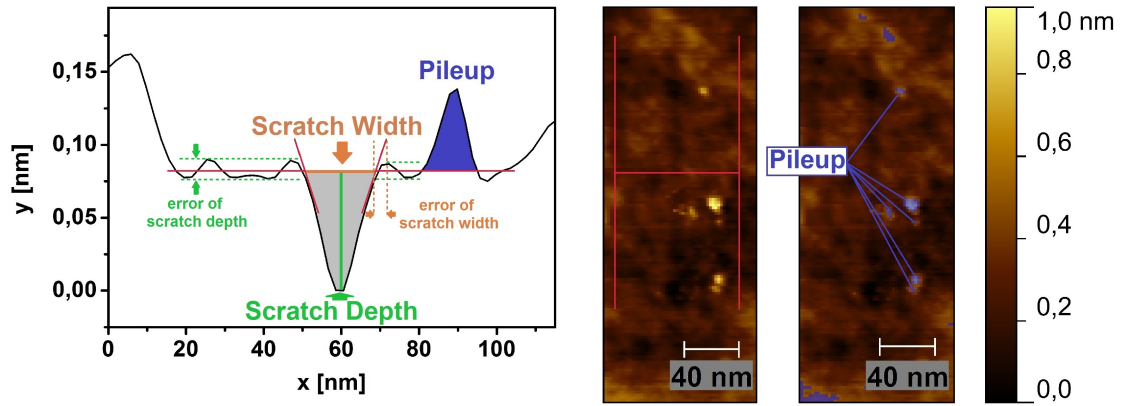 y [nm]
0,15
0,10
0,05
0,00
Pileup
Scratch Width
error of
scratch depth
error of
scratch width
Scratch Depth
0
20
40
60
80
100
x [nm]
40 nm
Pileup
40 nm
1,0 nm
0,8
0,6
0,4
0,2
0,0